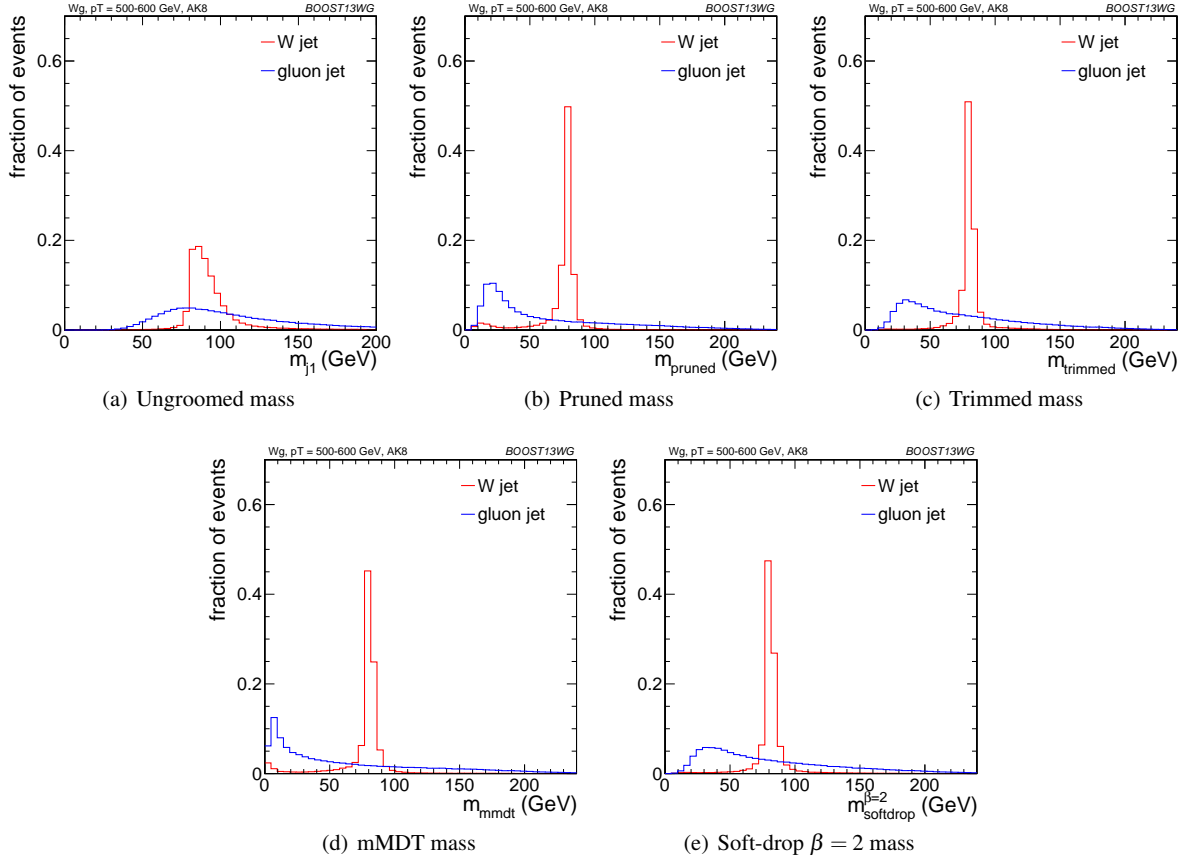 Wg, pT = 500-600 GeV, AK8 BOOST13WG
fraction of events
0.6
0.4
0.2
0
W jet
gluon jet
0 50 100 150 200
m_j1 (GeV)
(a) Ungroomed mass
Wg, pT = 500-600 GeV, AK8 BOOST13WG
fraction of events
0.6
0.4
0.2
0
W jet
gluon jet
0 50 100 150 200
m_pruned (GeV)
(b) Pruned mass
Wg, pT = 500-600 GeV, AK8 BOOST13WG
fraction of events
0.6
0.4
0.2
0
W jet
gluon jet
0 50 100 150 200
m_trimmed (GeV)
(c) Trimmed mass
Wg, pT = 500-600 GeV, AK8 BOOST13WG
fraction of events
0.6
0.4
0.2
0
W jet
gluon jet
0 50 100 150 200
m_mmdt (GeV)
(d) mMDT mass
Wg, pT = 500-600 GeV, AK8 BOOST13WG
fraction of events
0.6
0.4
0.2
0
W jet
gluon jet
0 50 100 150 200
m^β=2_softdrop (GeV)
(e) Soft-drop β = 2 mass